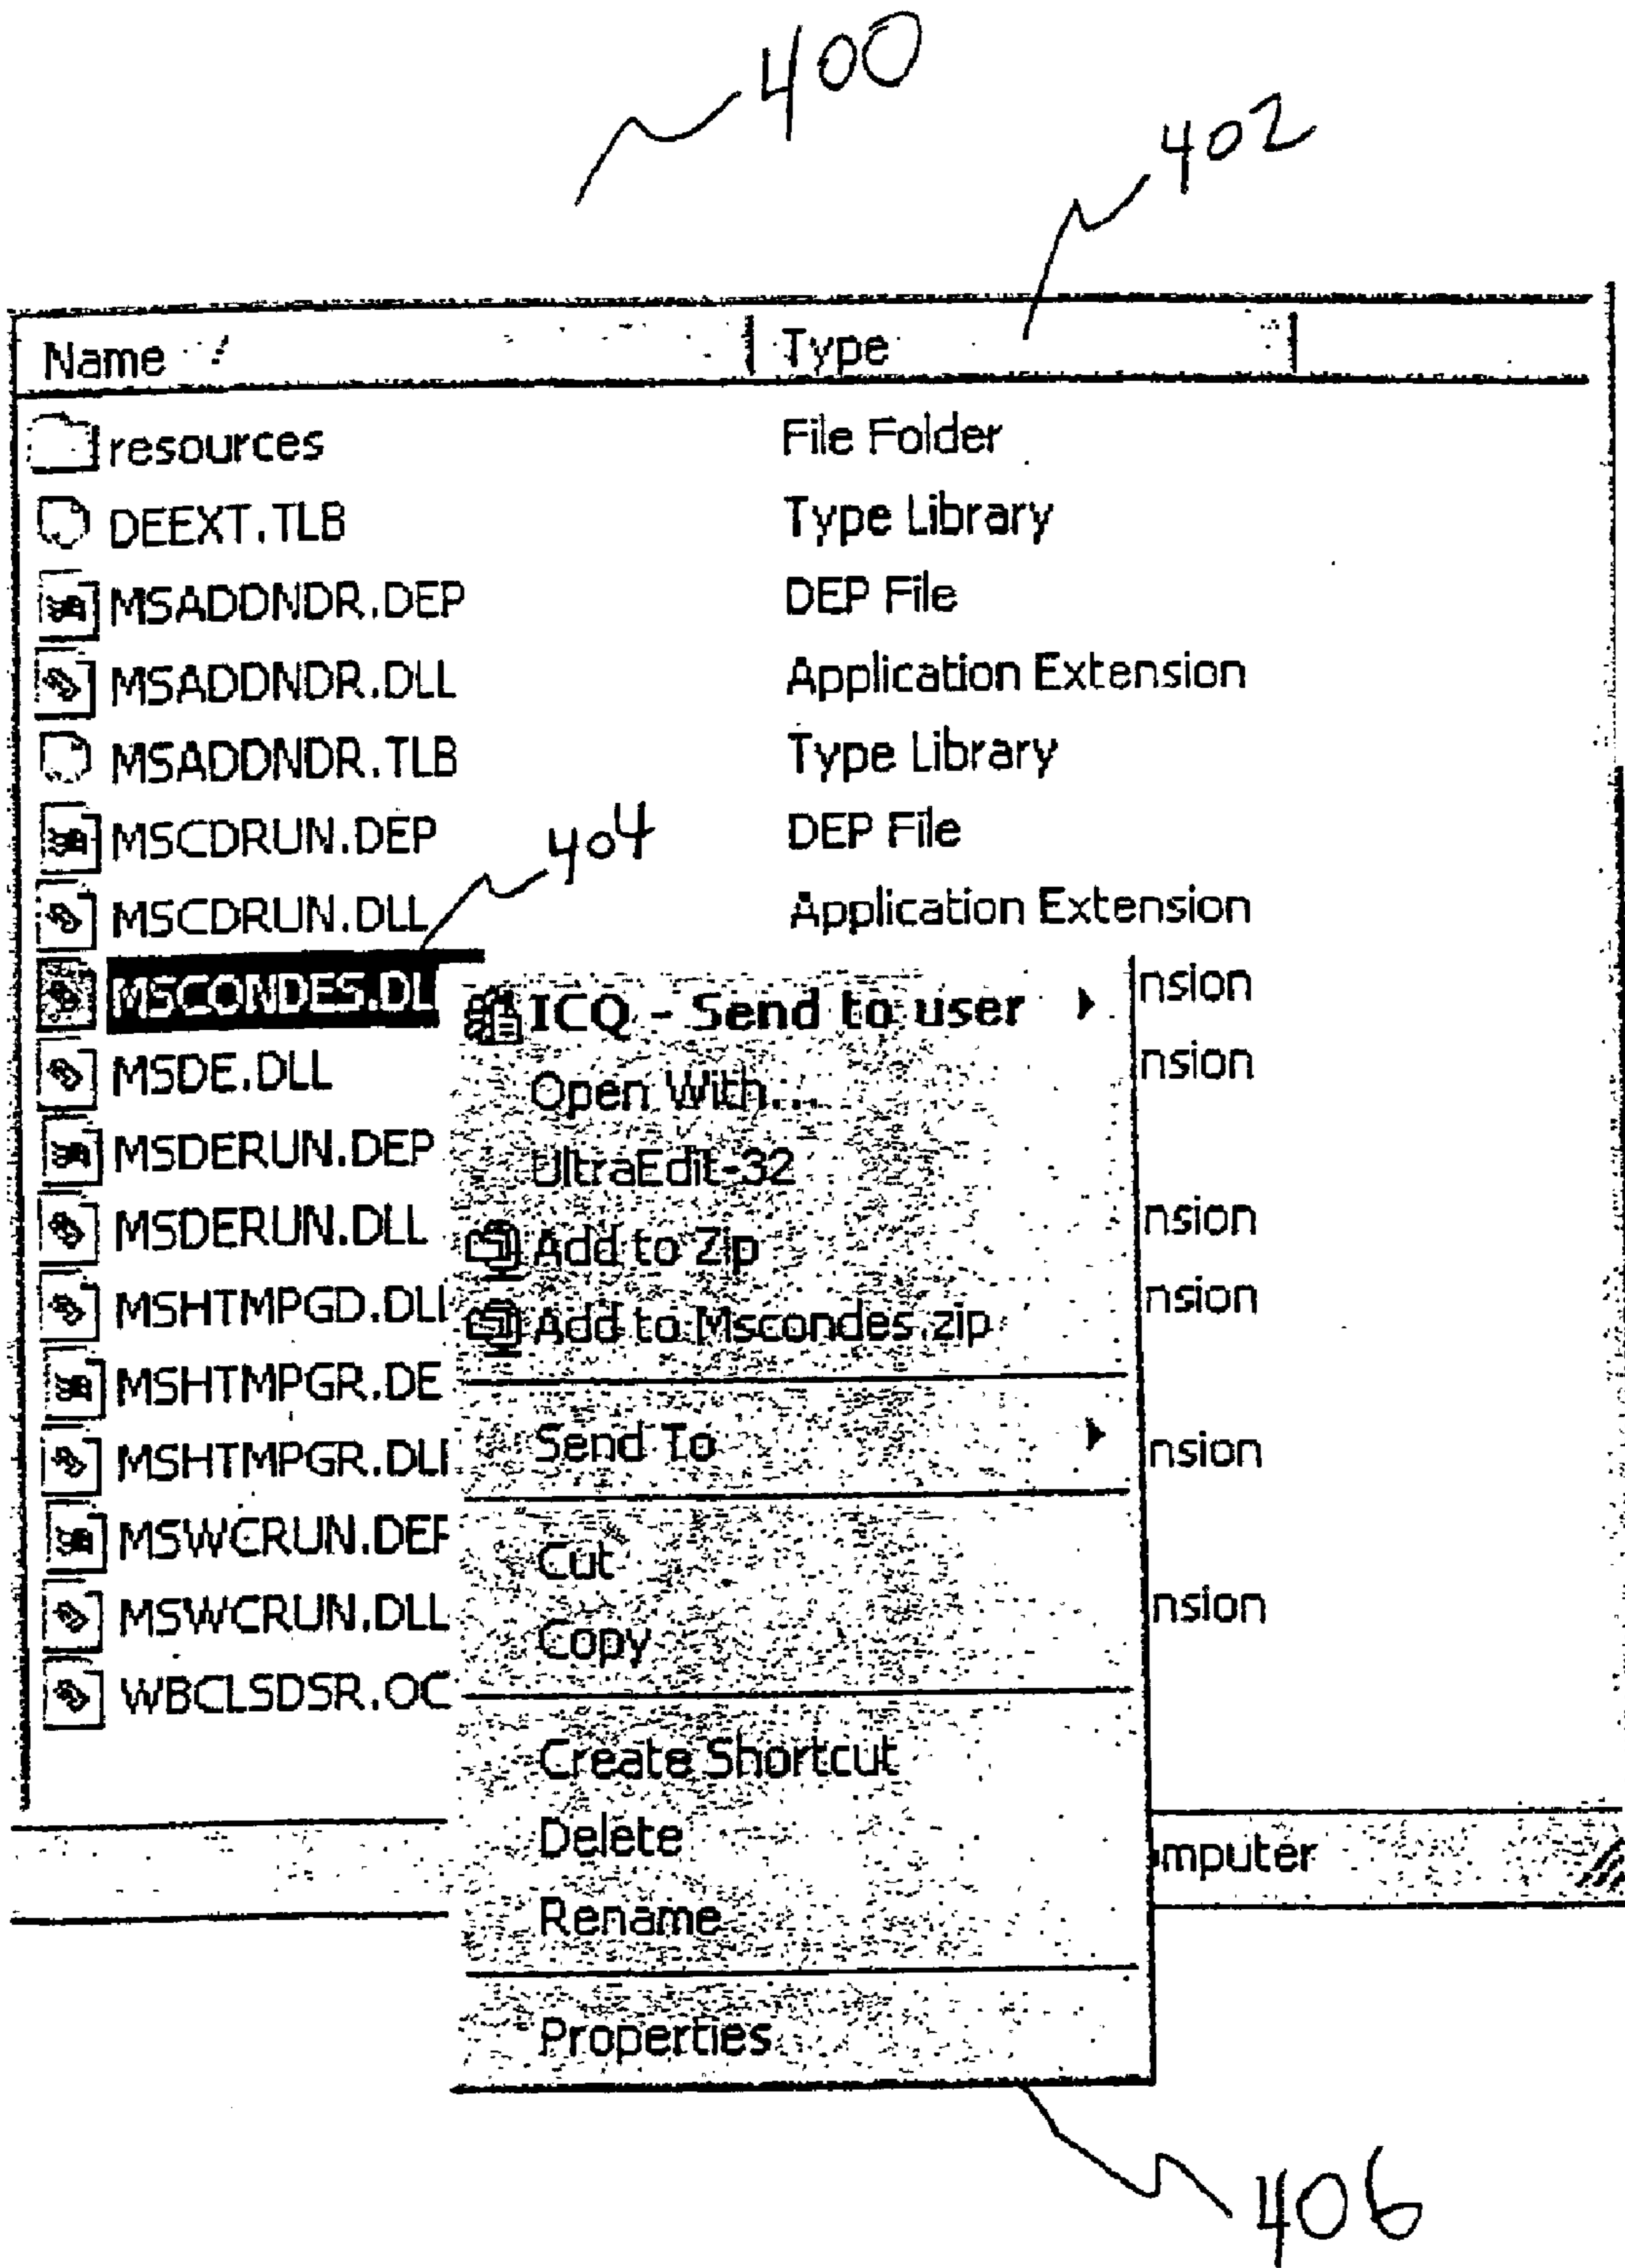 400
402
Name Type
resources File Folder
DEEXT.TLB Type Library
MSADDNDR.DEP DEP File
MSADDNDR.DLL Application Extension
MSADDNDR.TLB Type Library
MSCDRUN.DEP DEP File
404
MSCDRUN.DLL Application Extension
MSCONDES.DL nsion
ICQ - Send to user
MSDE.DLL nsion
Open With...
MSDERUN.DEP
UltraEdit-32
MSDERUN.DLL nsion
Add to Zip
MSHTMPGD.DLL nsion
Add to Mscondes.zip
MSHTMPGR.DE
MSHTMPGR.DLL nsion
Send To
MSWCRUN.DEP
Cut
MSWCRUN.DLL nsion
Copy
WBCLSDSR.OC
Create Shortcut
Delete
mputer
Rename
Properties
406